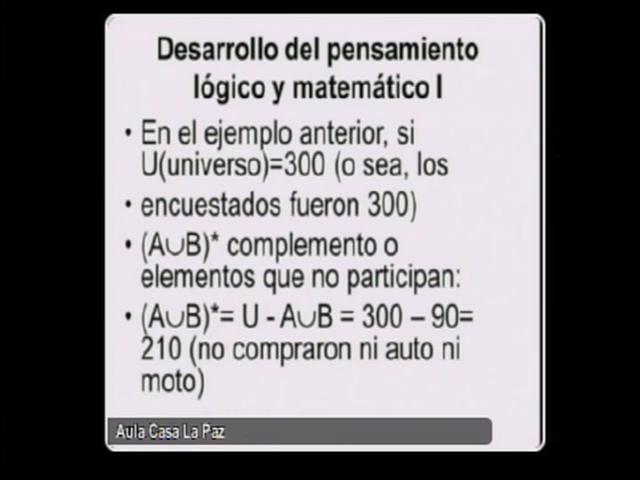 Desarrollo del pensamiento
lógico y matemático I
• En el ejemplo anterior, si
U(universo)=300 (o sea, los
• encuestados fueron 300)
• (A∪B)* complemento o
elementos que no participan:
• (A∪B)*= U - A∪B = 300 – 90=
210 (no compraron ni auto ni
moto)
Aula Casa La Paz